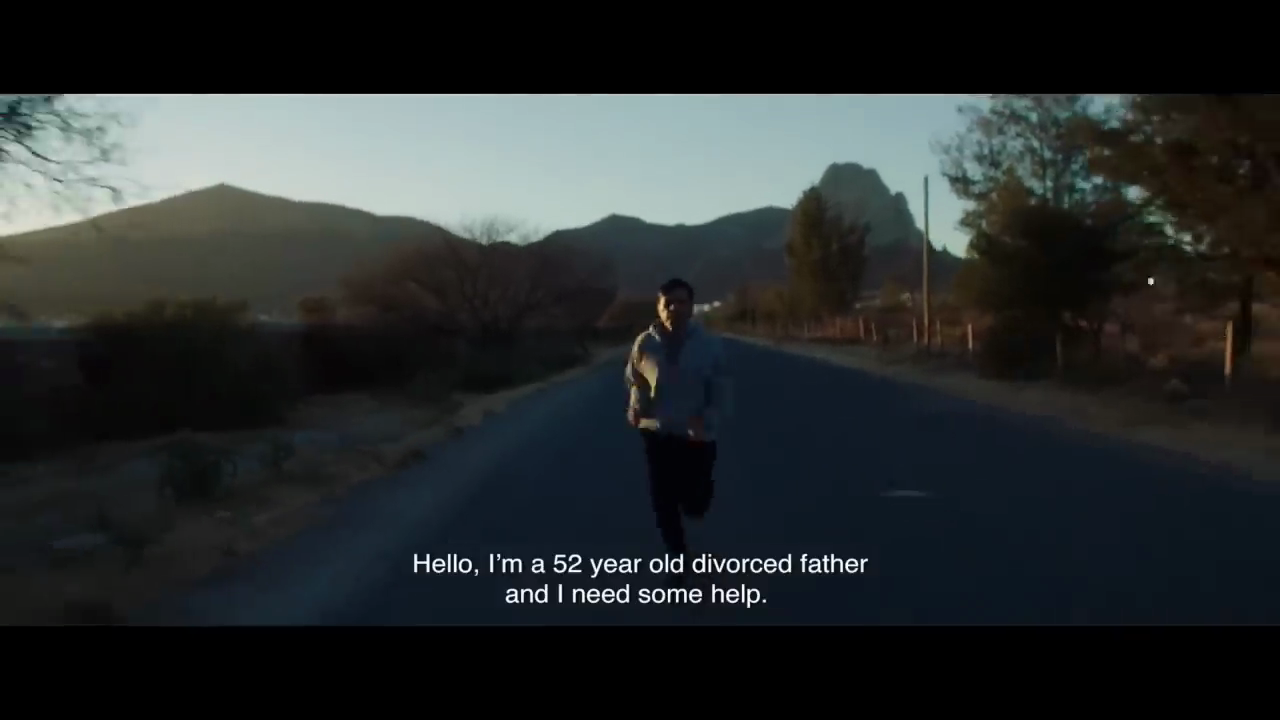 Hello, I'm a 52 year old divorced father
and I need some help.